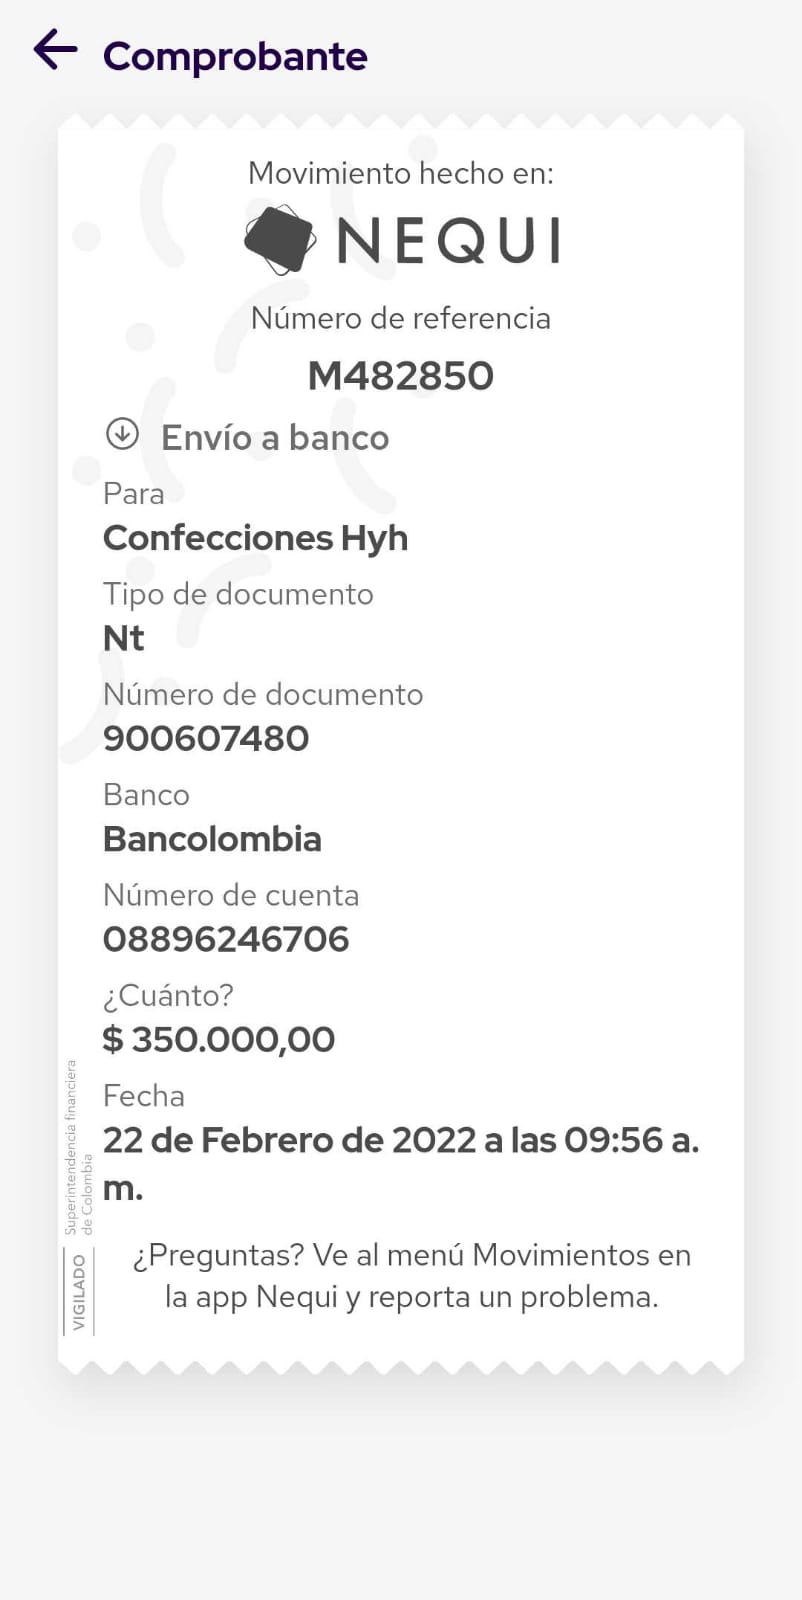 Comprobante
Movimiento hecho en:
NEQUI
Número de referencia
M482850
Envío a banco
Para
Confecciones Hyh
Tipo de documento
Nt
Número de documento
900607480
Banco
Bancolombia
Número de cuenta
08896246706
¿Cuánto?
$ 350.000,00
Fecha
22 de Febrero de 2022 a las 09:56 a.
m.
¿Preguntas? Ve al menú Movimientos en
la app Nequi y reporta un problema.
VIGILADO
Superintendencia financiera
de Colombia